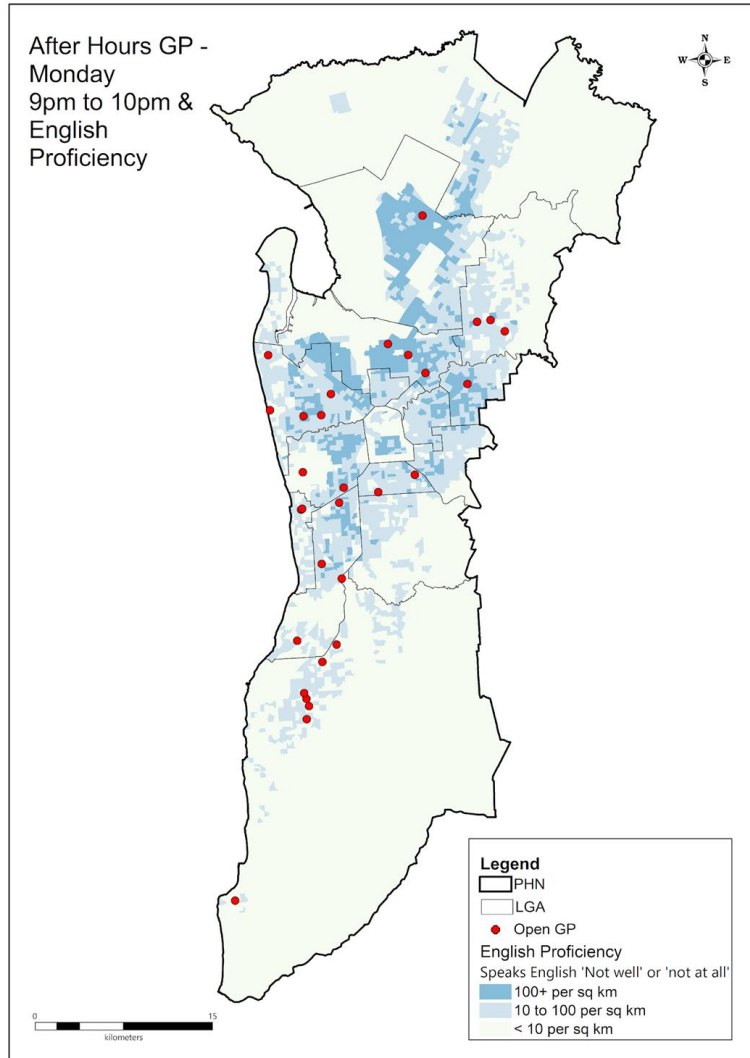 After Hours GP -
Monday
9pm to 10pm &
English
Proficiency
N
W E
S
Legend
PHN
LGA
Open GP
English Proficiency
Speaks English 'Not well' or 'not at all'
100+ per sq km
10 to 100 per sq km
< 10 per sq km
0 15
kilometers